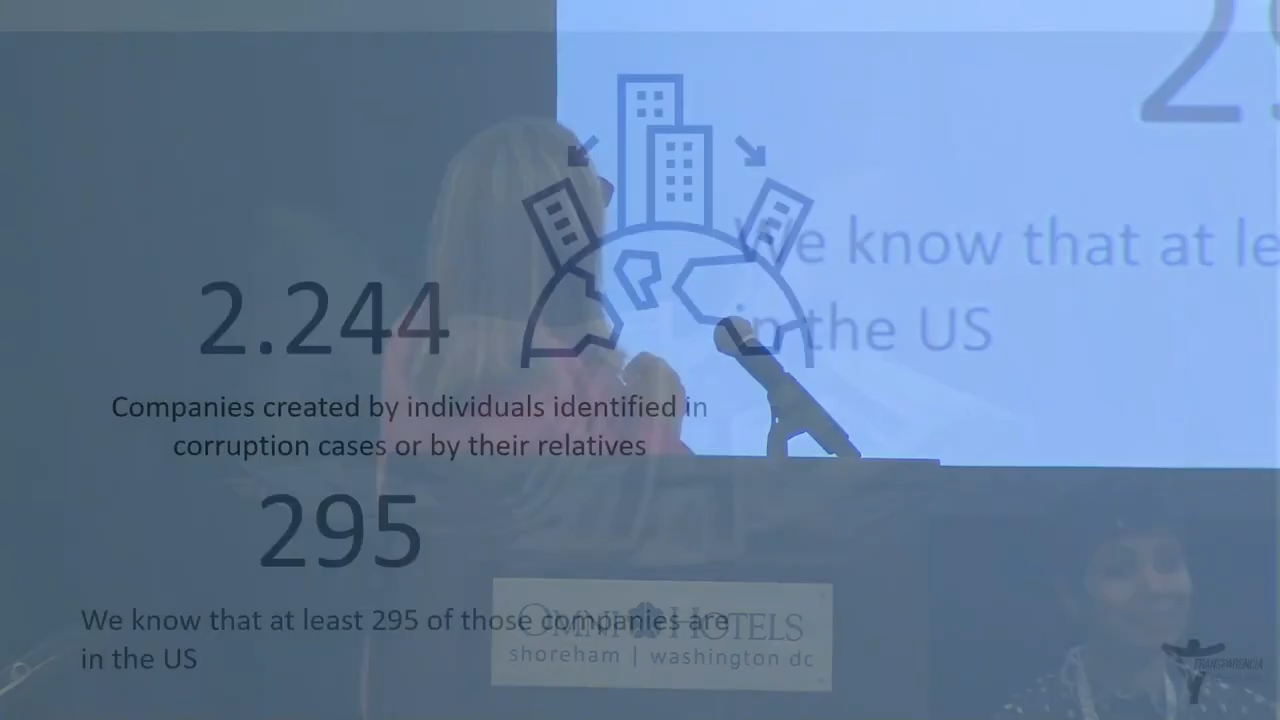 29
We know that at le
in the US
2.244
Companies created by individuals identified in
corruption cases or by their relatives
295
We know that at least 295 of those companies are
in the US
OMNI HOTELS
shoreham | washington dc
TRANSPARENCIA